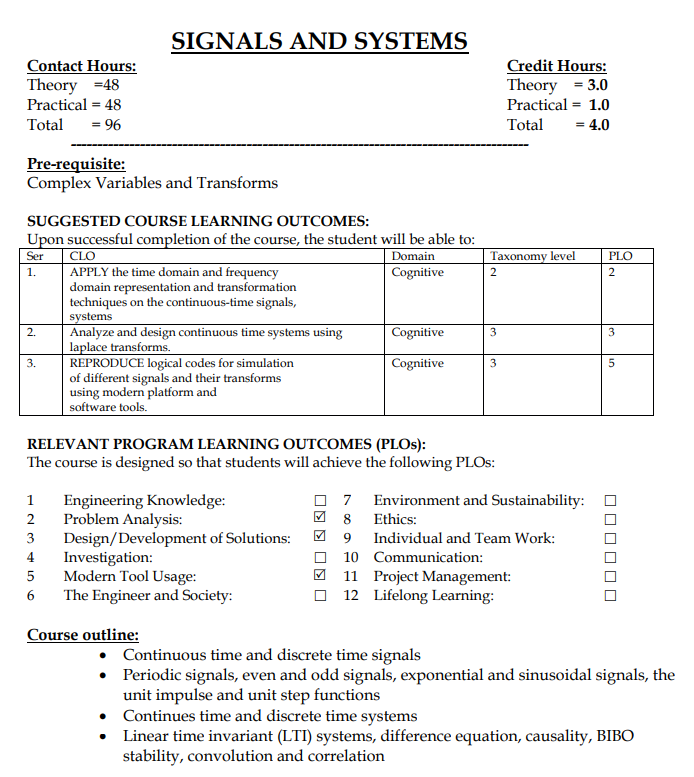 SIGNALS AND SYSTEMS
Contact Hours: Credit Hours:
Theory =48 Theory = 3.0
Practical = 48 Practical = 1.0
Total = 96 Total = 4.0
--------------------------------------------------------------------------------------
Pre-requisite:
Complex Variables and Transforms
SUGGESTED COURSE LEARNING OUTCOMES:
Upon successful completion of the course, the student will be able to:
Ser CLO Domain Taxonomy level PLO
1. APPLY the time domain and frequency Cognitive 2 2
domain representation and transformation
techniques on the continuous-time signals,
systems
2. Analyze and design continuous time systems using Cognitive 3 3
laplace transforms.
3. REPRODUCE logical codes for simulation Cognitive 3 5
of different signals and their transforms
using modern platform and
software tools.
RELEVANT PROGRAM LEARNING OUTCOMES (PLOs):
The course is designed so that students will achieve the following PLOs:
1 Engineering Knowledge: ☐ 7 Environment and Sustainability: ☐
2 Problem Analysis: ☑ 8 Ethics: ☐
3 Design/Development of Solutions: ☑ 9 Individual and Team Work: ☐
4 Investigation: ☐ 10 Communication: ☐
5 Modern Tool Usage: ☑ 11 Project Management: ☐
6 The Engineer and Society: ☐ 12 Lifelong Learning: ☐
Course outline:
• Continuous time and discrete time signals
• Periodic signals, even and odd signals, exponential and sinusoidal signals, the
unit impulse and unit step functions
• Continues time and discrete time systems
• Linear time invariant (LTI) systems, difference equation, causality, BIBO
stability, convolution and correlation